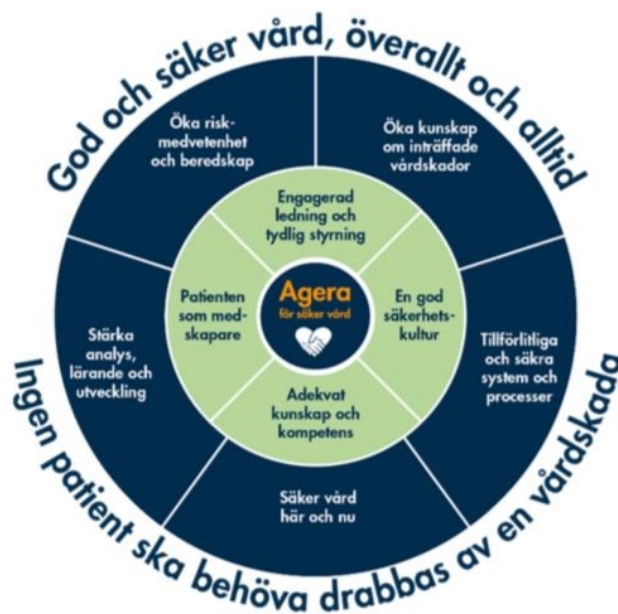 God och säker vård, överallt och alltid
Öka risk-
medvetenhet
och beredskap
Öka kunskap
om inträffade
vårdskador
Engagerad
ledning och
tydlig styrning
Patienten
som med-
skapare
Agera
för säker vård
En god
säkerhets-
kultur
Stärka
analys,
lärande och
utveckling
Tillförlitliga
och säkra
system och
processer
Adekvat
kunskap och
kompetens
Säker vård
här och nu
Ingen patient ska behöva drabbas av en vårdskada